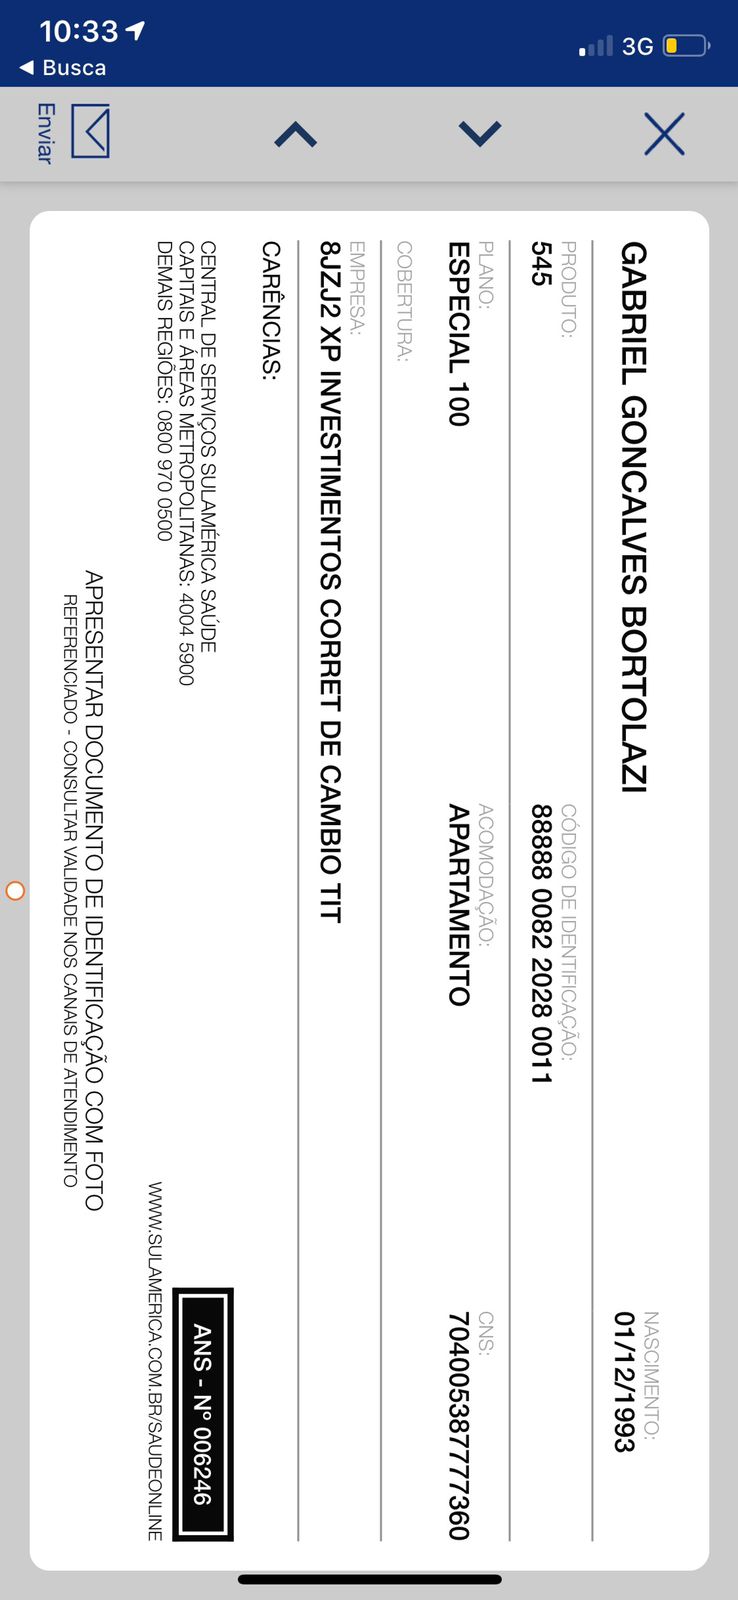 10:33
3G
Busca
Enviar
GABRIEL GONCALVES BORTOLAZI
NASCIMENTO:
01/12/1993
PRODUTO:
545
CÓDIGO DE IDENTIFICAÇÃO:
88888 0082 2028 0011
PLANO:
ESPECIAL 100
ACOMODAÇÃO:
APARTAMENTO
CNS:
704005387777360
COBERTURA:
EMPRESA:
8JZJ2 XP INVESTIMENTOS CORRET DE CAMBIO TIT
CARÊNCIAS:
CENTRAL DE SERVIÇOS SULAMÉRICA SAÚDE
CAPITAIS E ÁREAS METROPOLITANAS: 4004 5900
DEMAIS REGIÕES: 0800 970 0500
ANS - Nº 006246
WWW.SULAMERICA.COM.BR/SAUDEONLINE
APRESENTAR DOCUMENTO DE IDENTIFICAÇÃO COM FOTO
REFERENCIADO - CONSULTAR VALIDADE NOS CANAIS DE ATENDIMENTO